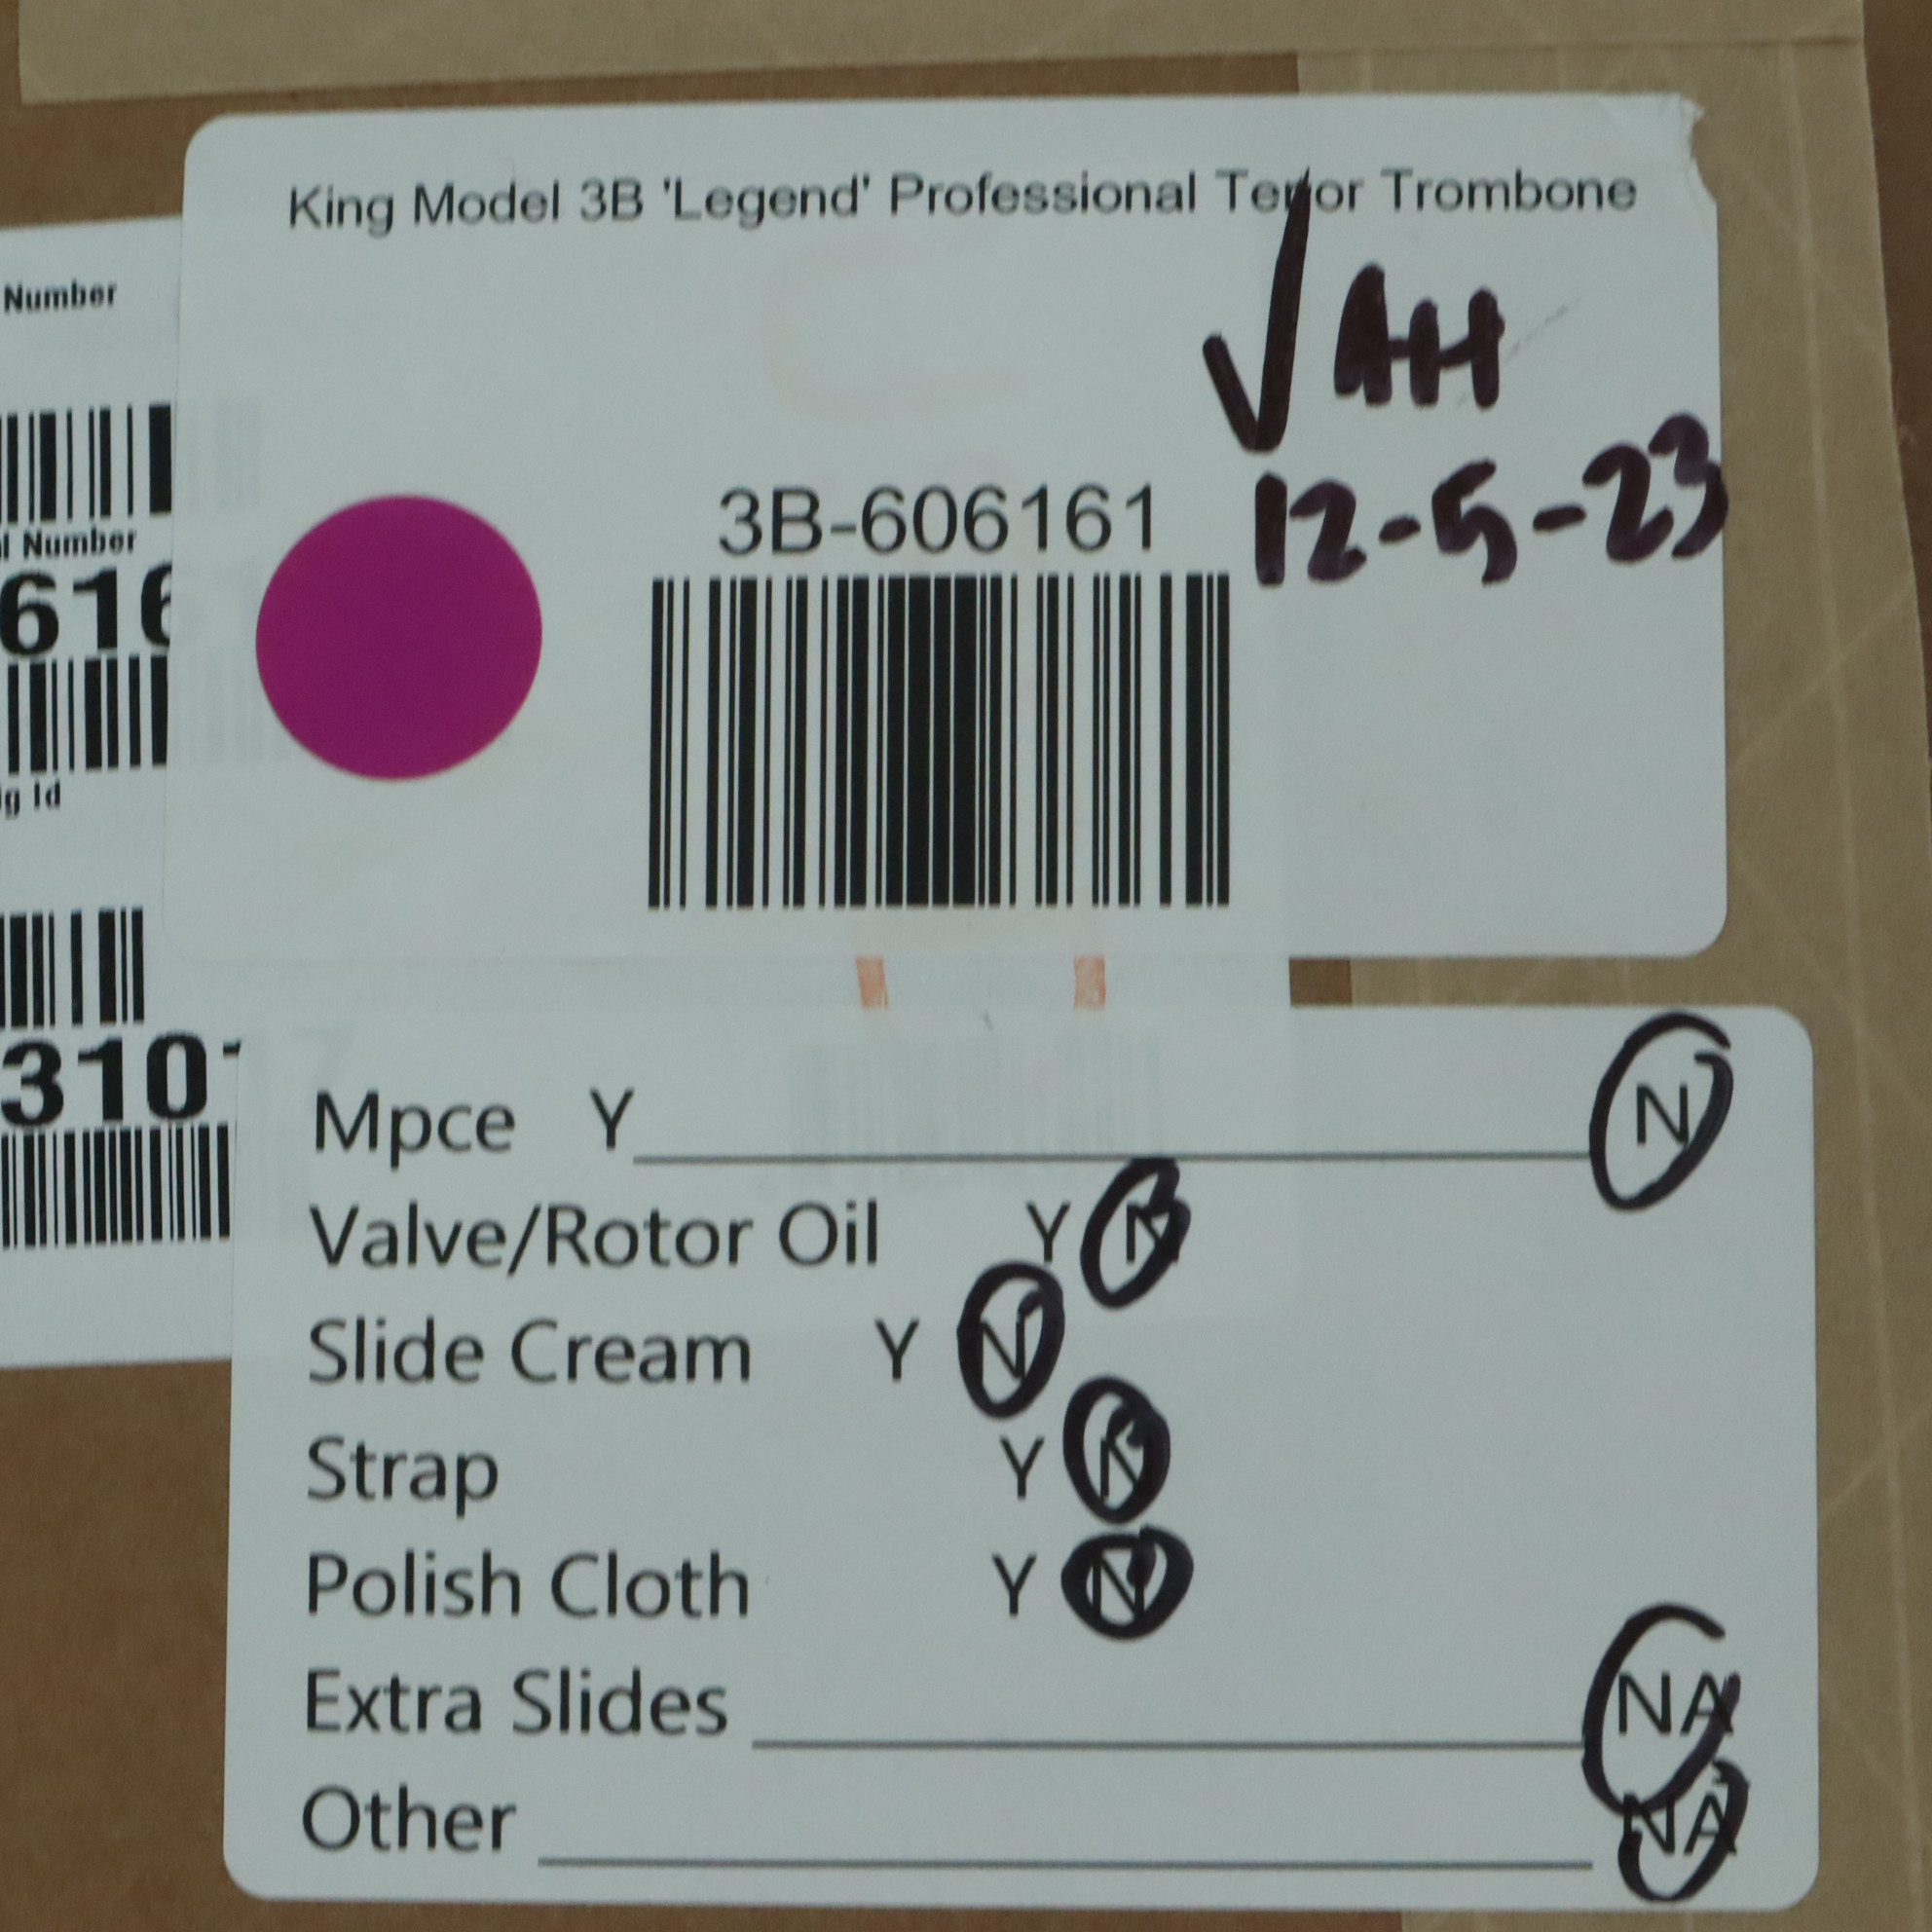 King Model 3B 'Legend' Professional Tenor Trombone
√ AH
12-5-23
3B-606161
Number
l Number
616
g Id
3101
Mpce Y N
Valve/Rotor Oil Y N
Slide Cream Y N
Strap Y N
Polish Cloth Y N
Extra Slides NA
Other NA